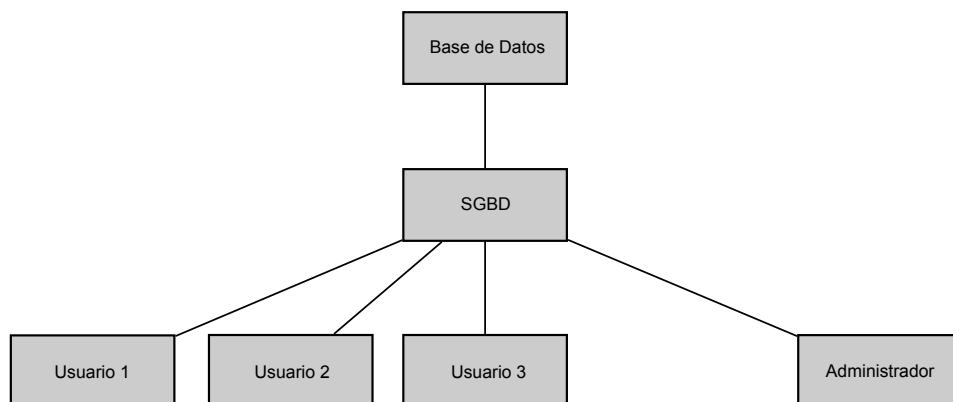 Base de Datos
SGBD
Usuario 1
Usuario 2
Usuario 3
Administrador